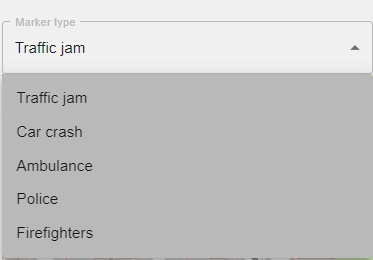 Marker type
Traffic jam
Traffic jam
Car crash
Ambulance
Police
Firefighters